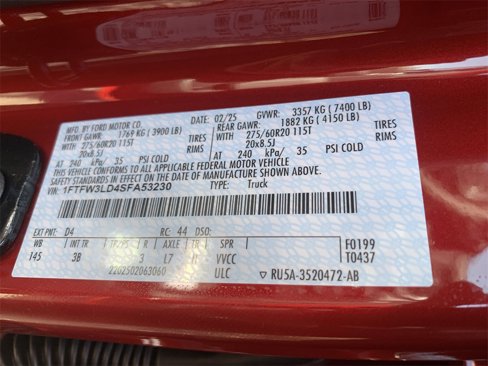 MFD. BY FORD MOTOR CO. DATE: 02/25 GVWR: 3357 KG ( 7400 LB)
FRONT GAWR: 1769 KG ( 3900 LB) REAR GAWR: 1882 KG ( 4150 LB)
WITH 275/60R20 115T TIRES WITH 275/60R20 115T TIRES
20x8.5J RIMS 20x8.5J RIMS
AT 240 kPa/ 35 PSI COLD AT 240 kPa/ 35 PSI COLD
THIS VEHICLE CONFORMS TO ALL APPLICABLE FEDERAL MOTOR VEHICLE
SAFETY STANDARDS IN EFFECT ON THE DATE OF MANUFACTURE SHOWN ABOVE.
VIN: 1FTFW3LD4SFA53230 TYPE: Truck
EXT PNT: D4 RC: 44 DSO:
WB INT TR TP/PS R AXLE TR SPR F0199
145 3B 3 L7 VVCC T0437
2202502063060 ULC RU5A-3520472-AB